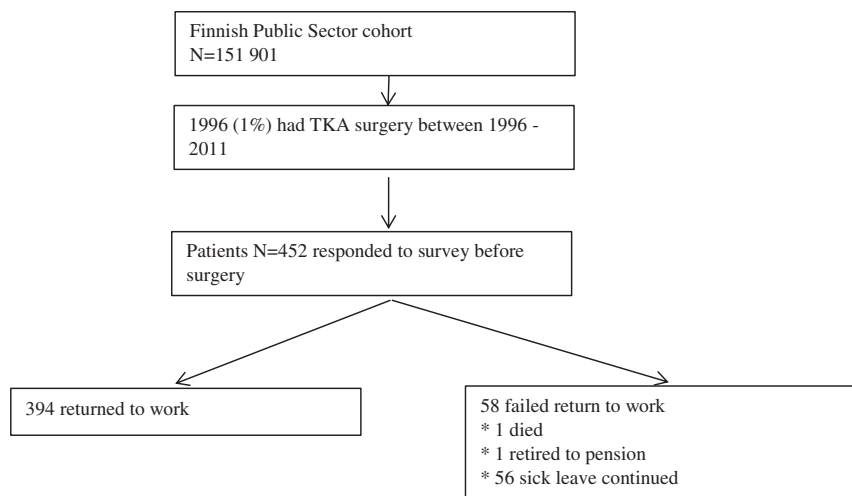 Finnish Public Sector cohort
N=151 901
1996 (1%) had TKA surgery between 1996 -
2011
Patients N=452 responded to survey before
surgery
394 returned to work
58 failed return to work
* 1 died
* 1 retired to pension
* 56 sick leave continued